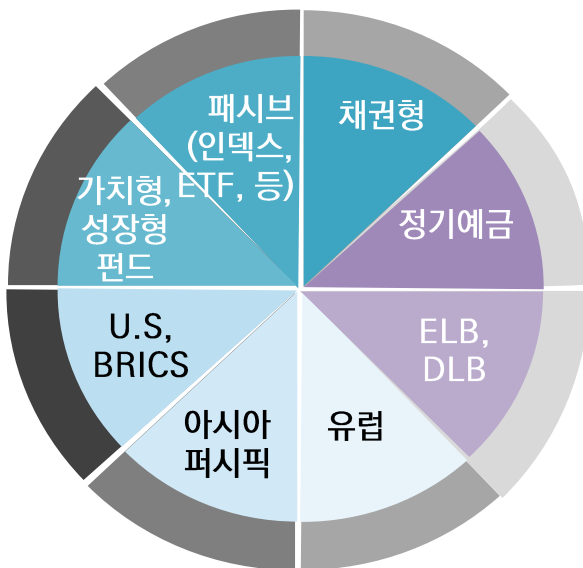 패시브
(인덱스,
ETF, 등)
채권형
가치형,
성장형
펀드
정기예금
U.S,
BRICS
ELB,
DLB
아시아
퍼시픽
유럽